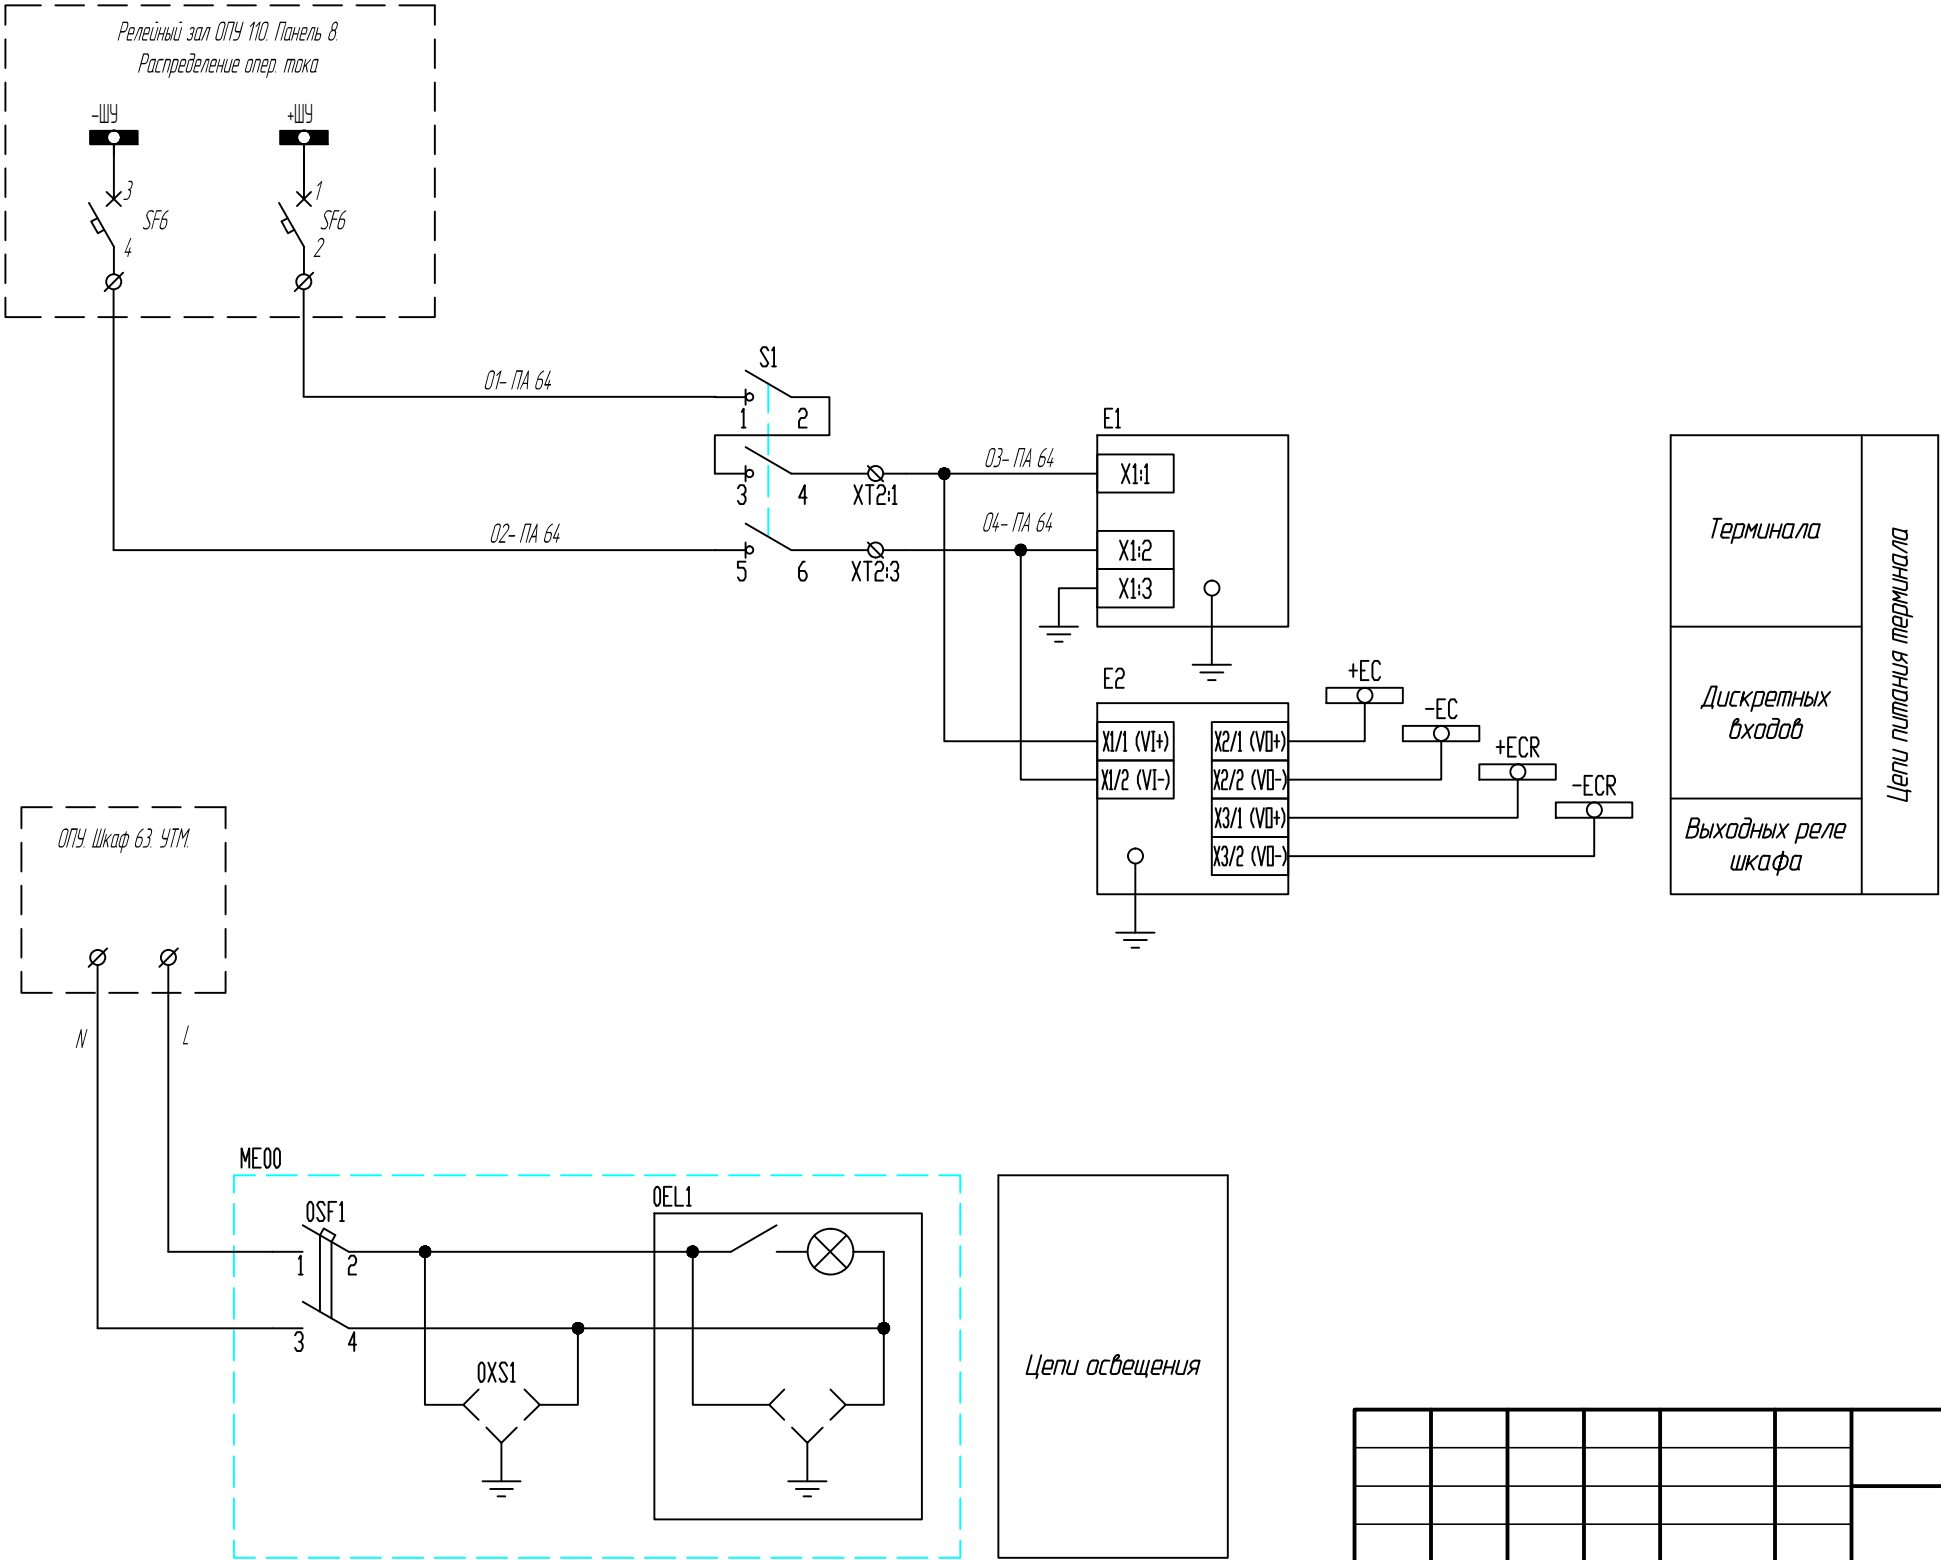 Релейный зал ОПУ 110. Панель 8.
Распределение опер. тока
-ШУ
+ШУ
3
1
SF6
SF6
4
2
S1
01- ПА 64
1
2
E1
03- ПА 64
X1:1
3
4
XT2:1
04- ПА 64
02- ПА 64
X1:2
5
6
XT2:3
X1:3
Терминала
Цепи питания терминала
E2
+EC
Дискретных
входов
-EC
X1/1 (VI+)
X2/1 (VO+)
+ECR
X1/2 (VI-)
X2/2 (VO-)
-ECR
X3/1 (VO+)
Выходных реле
шкафа
X3/2 (VO-)
ОПУ. Шкаф 63. УТМ.
N
L
ME00
0EL1
0SF1
1
2
3
4
0XS1
Цепи освещения